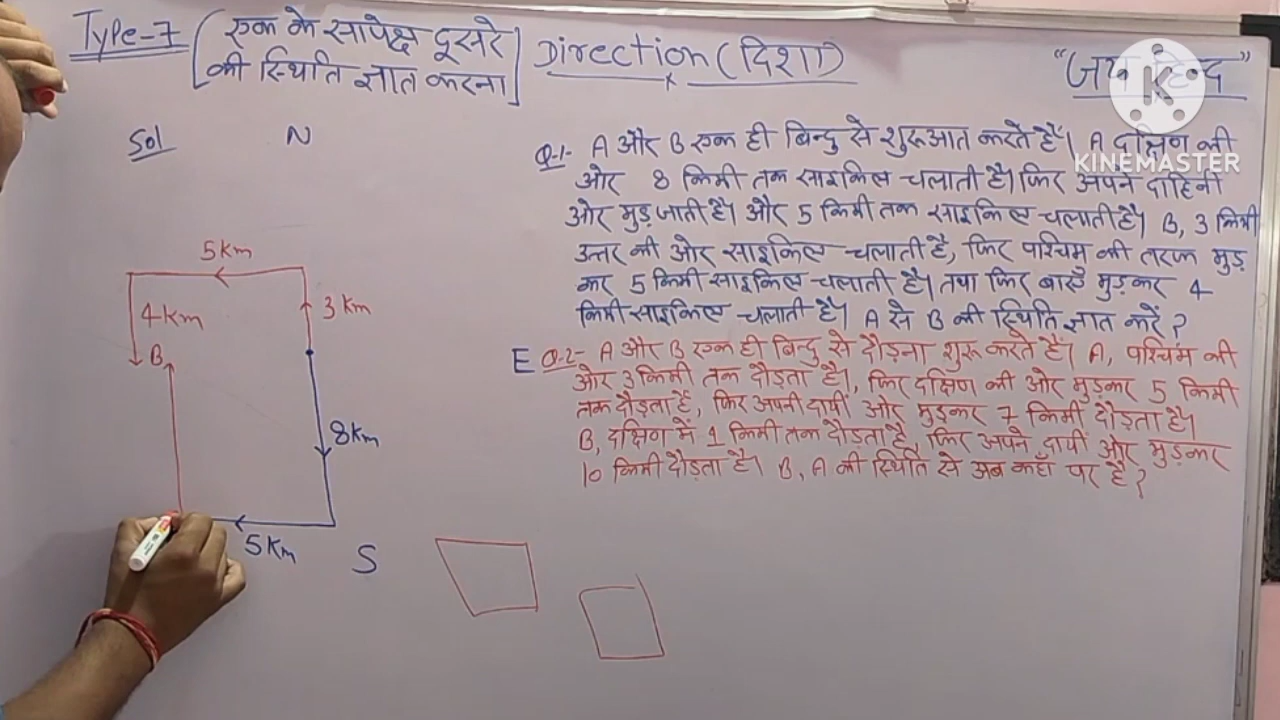 Type-7 [एक के सापेक्ष दूसरे
की स्थिति ज्ञात करना]
Direction (दिशा)
"जय हिन्द"
K
KINEMASTER
Sol
N
5km
4km
3km
B
8km
5km
S
E
Q.1- A और B एक ही बिन्दु से शुरूआत करते हैं। A दक्षिण की
ओर 8 किमी तक साइकिल चलाती है। फिर अपने दाहिनी
ओर मुड़ जाती है। और 5 किमी तक साइकिल चलाती है। B, 3 किमी
उत्तर की ओर साइकिल चलाती है, फिर पश्चिम की तरफ मुड़
कर 5 किमी साइकिल चलाती है। तथा फिर बाएँ मुड़कर 4
किमी साइकिल चलाती है। A से B की स्थिति ज्ञात करें?
Q.2- A और B एक ही बिन्दु से दौड़ना शुरू करते हैं। A, पश्चिम की
ओर 3 किमी तक दौड़ता है, फिर दक्षिण की ओर मुड़कर 5 किमी
तक दौड़ता है, फिर अपनी दायीं ओर मुड़कर 7 किमी दौड़ता है।
B, दक्षिण में 1 किमी तक दौड़ता है, फिर अपने दायीं ओर मुड़कर
10 किमी दौड़ता है। B, A की स्थिति से अब कहाँ पर है?